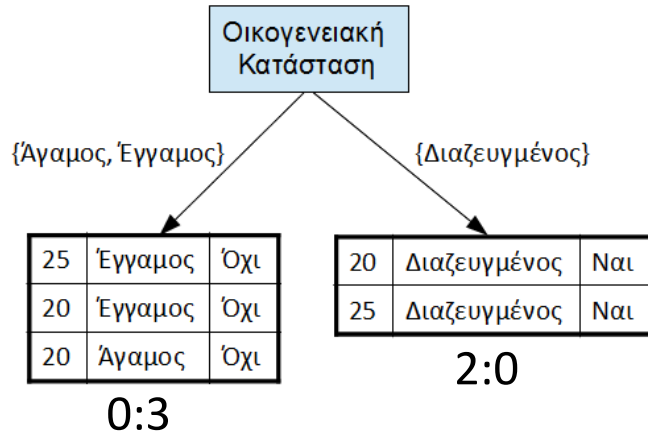 Οικογενειακή
Κατάσταση
{Άγαμος, Έγγαμος}
{Διαζευγμένος}
25 Έγγαμος Όχι
20 Έγγαμος Όχι
20 Άγαμος Όχι
0:3
20 Διαζευγμένος Ναι
25 Διαζευγμένος Ναι
2:0